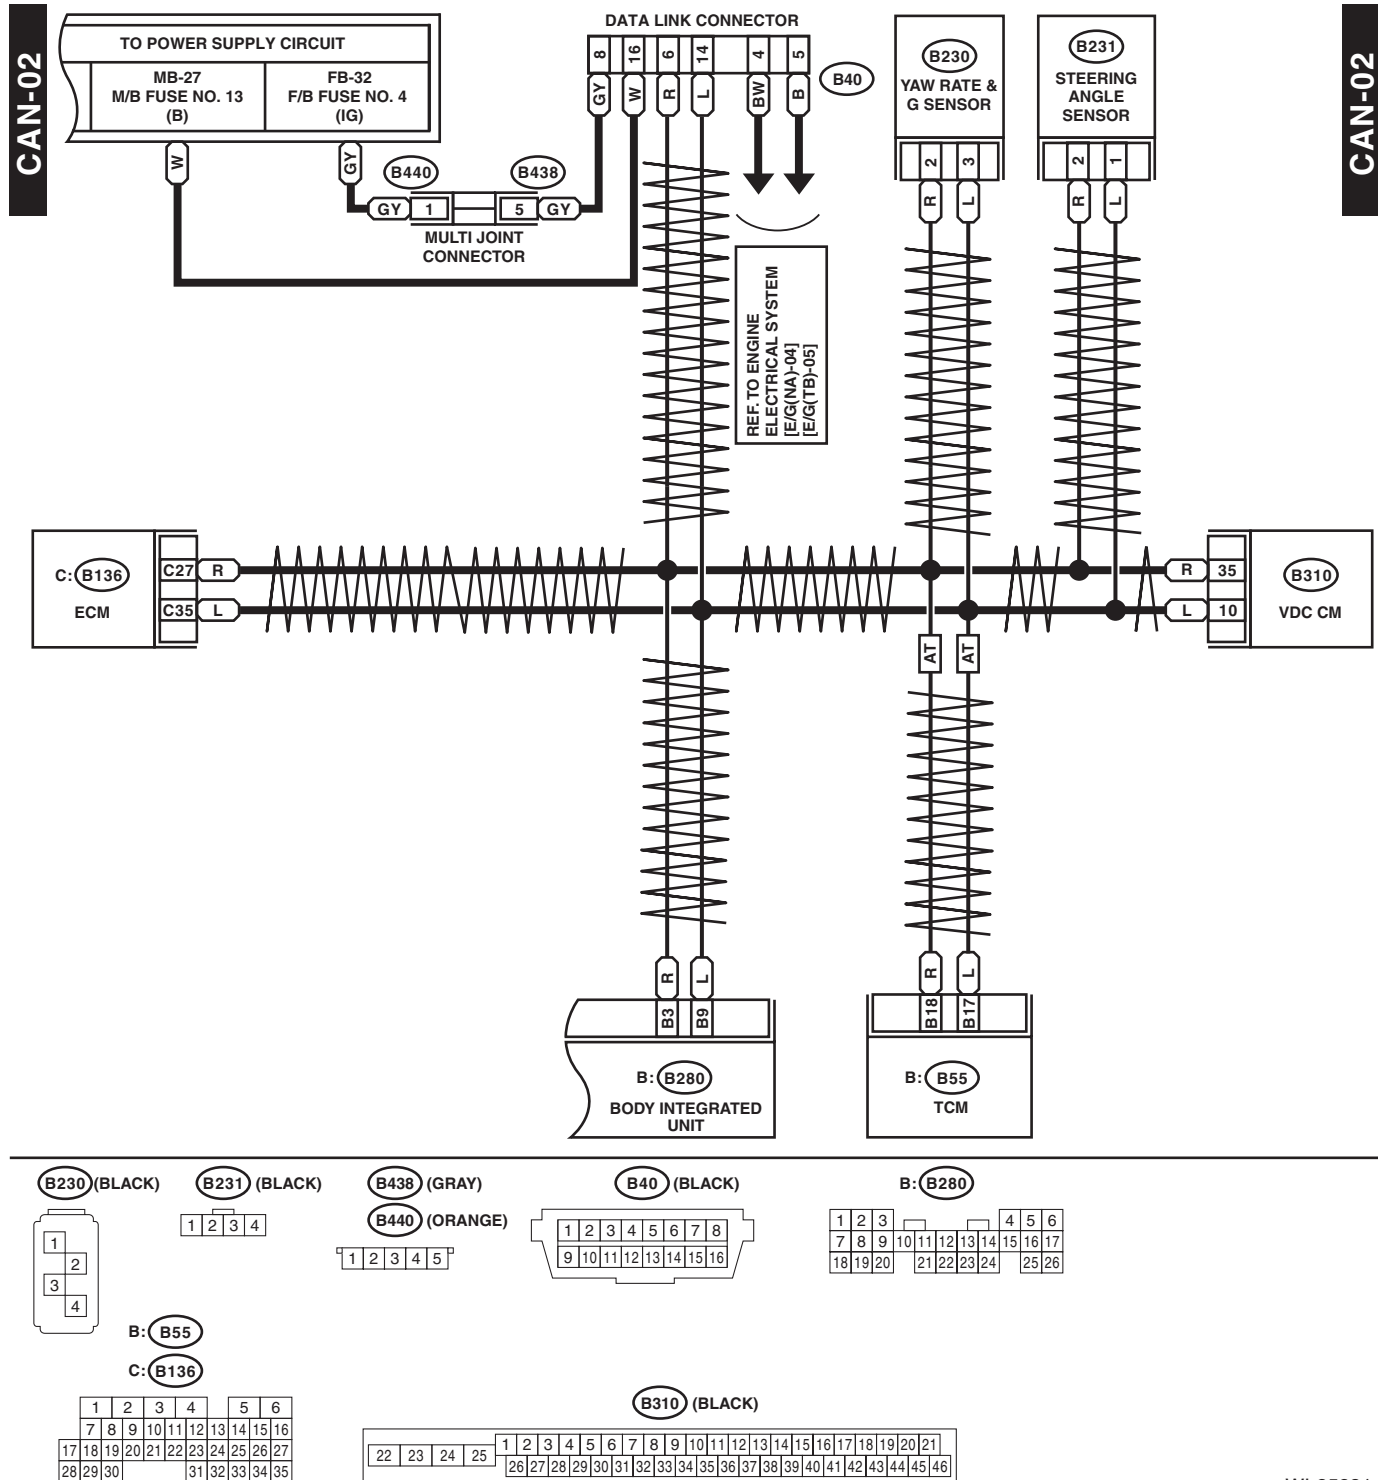 CAN-02
CAN-02
TO POWER SUPPLY CIRCUIT
MB-27
M/B FUSE NO. 13
(B)
FB-32
F/B FUSE NO. 4
(IG)
W
GY
B440
B438
GY 1
5 GY
MULTI JOINT
CONNECTOR
DATA LINK CONNECTOR
8 16 6 14 4 5
GY W R L BW B
B40
REF. TO ENGINE
ELECTRICAL SYSTEM
[E/G(NA)-04]
[E/G(TB)-05]
B230
YAW RATE &
G SENSOR
2 3
R L
B231
STEERING
ANGLE
SENSOR
2 1
R L
C: B136
ECM
C27 R
C35 L
R 35
L 10
B310
VDC CM
AT AT
R L
B3 B9
B: B280
BODY INTEGRATED
UNIT
R L
B18 B17
B: B55
TCM
B230 (BLACK)
1
2
3
4
B231 (BLACK)
1 2 3 4
B438 (GRAY)
B440 (ORANGE)
1 2 3 4 5
B40 (BLACK)
1 2 3 4 5 6 7 8
9 10 11 12 13 14 15 16
B: B280
1 2 3 4 5 6
7 8 9 10 11 12 13 14 15 16 17
18 19 20 21 22 23 24 25 26
B: B55
C: B136
1 2 3 4 5 6
7 8 9 10 11 12 13 14 15 16
17 18 19 20 21 22 23 24 25 26 27
28 29 30 31 32 33 34 35
B310 (BLACK)
22 23 24 25
1 2 3 4 5 6 7 8 9 10 11 12 13 14 15 16 17 18 19 20 21
26 27 28 29 30 31 32 33 34 35 36 37 38 39 40 41 42 43 44 45 46